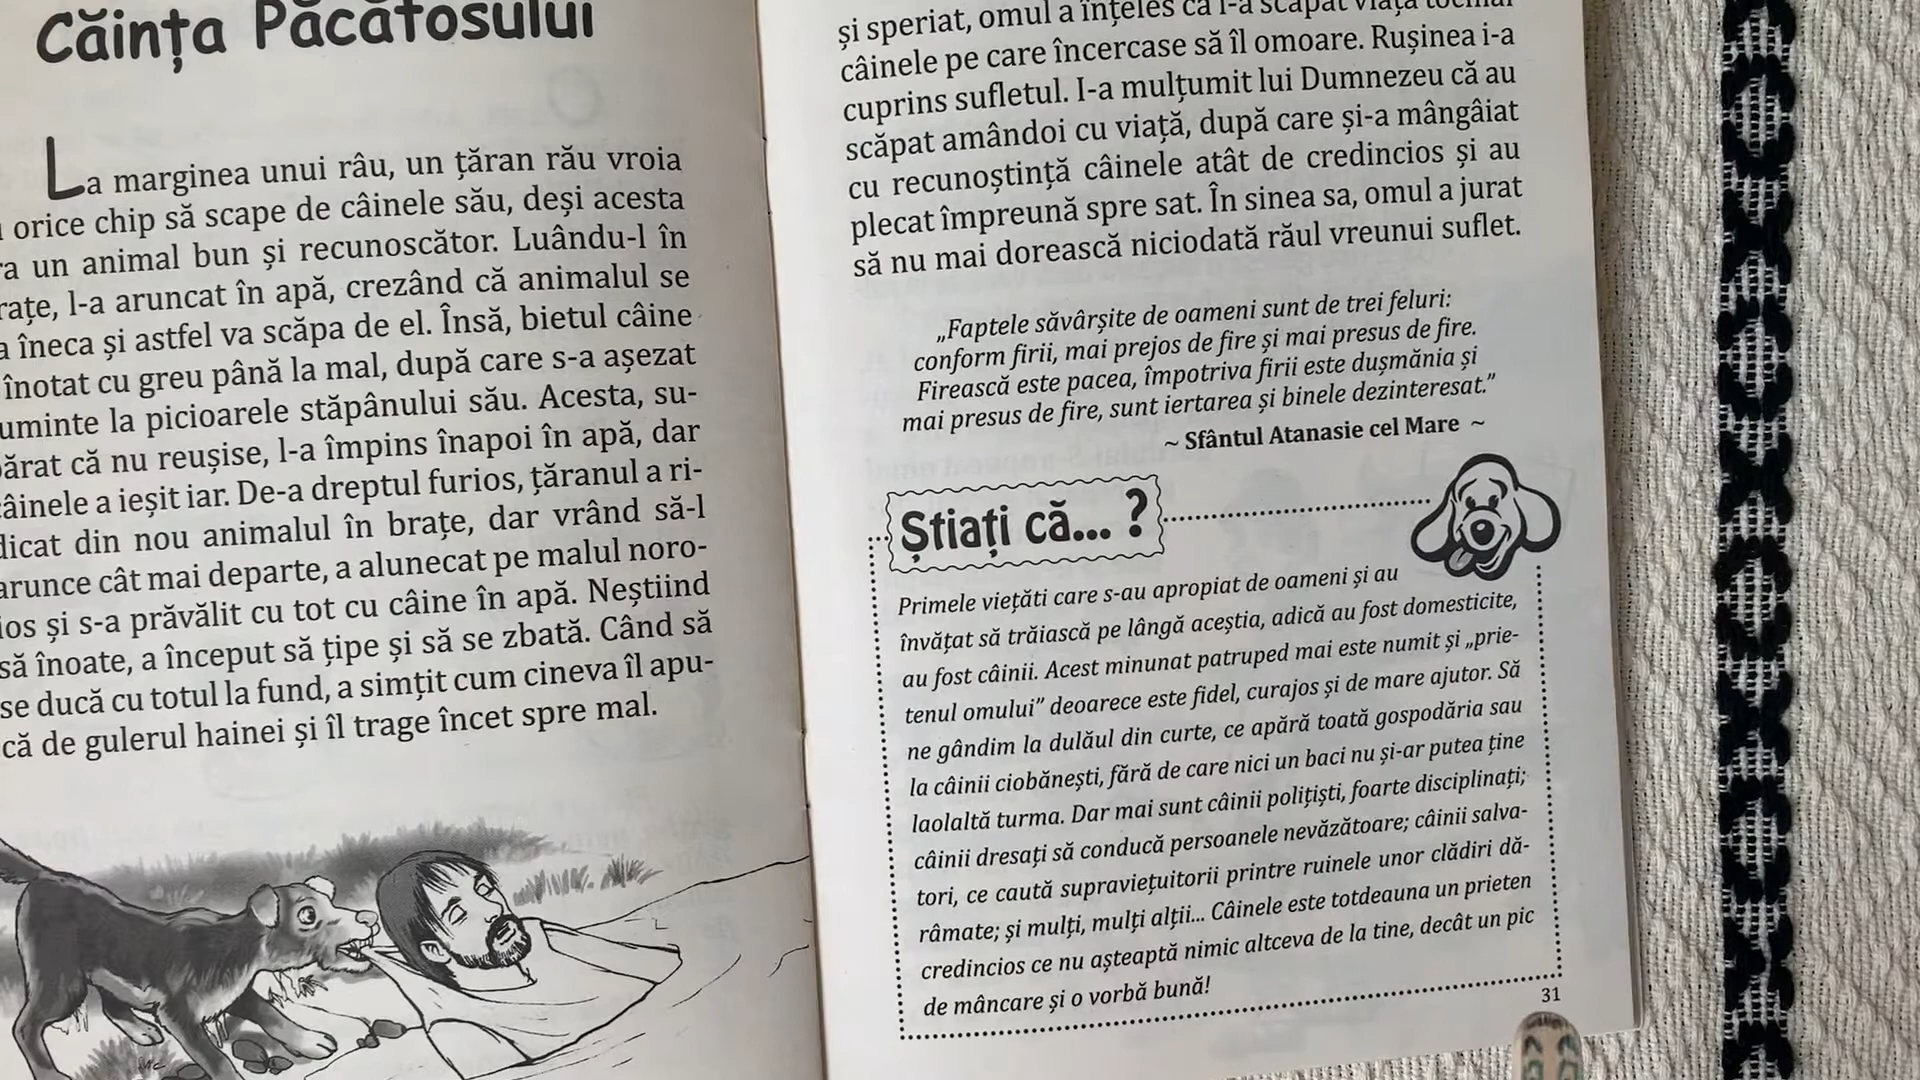 Căința Păcătosului
La marginea unui râu, un țăran rău vroia
orice chip să scape de câinele său, deși acesta
un animal bun și recunoscător. Luându-l în
l-a aruncat în apă, crezând că animalul se
îneca și astfel va scăpa de el. Însă, bietul câine
înotat cu greu până la mal, după care s-a așezat
la picioarele stăpânului său. Acesta, su-
că nu reușise, l-a împins înapoi în apă, dar
câinele a ieșit iar. De-a dreptul furios, țăranul a ri-
dicat din nou animalul în brațe, dar vrând să-l
arunce cât mai departe, a alunecat pe malul noro-
ios și s-a prăvălit cu tot cu câine în apă. Neștiind
să înoate, a început să țipe și să se zbată. Când să
se ducă cu totul la fund, a simțit cum cineva îl apu-
că de gulerul hainei și îl trage încet spre mal.
și speriat, omul a înțeles că i-a scăpat viața tocmai
câinele pe care încercase să îl omoare. Rușinea i-a
cuprins sufletul. I-a mulțumit lui Dumnezeu că au
scăpat amândoi cu viață, după care și-a mângâiat
cu recunoștință câinele atât de credincios și au
plecat împreună spre sat. În sinea sa, omul a jurat
să nu mai dorească niciodată răul vreunui suflet.
„Faptele săvârșite de oameni sunt de trei feluri:
conform firii, mai prejos de fire și mai presus de fire.
Firească este pacea, împotriva firii este dușmănia și
mai presus de fire, sunt iertarea și binele dezinteresat.”
~ Sfântul Atanasie cel Mare ~
Știați că... ?
Primele viețăti care s-au apropiat de oameni și au
învățat să trăiască pe lângă aceștia, adică au fost domesticite,
au fost câinii. Acest minunat patruped mai este numit și „prie-
tenul omului” deoarece este fidel, curajos și de mare ajutor. Să
ne gândim la dulăul din curte, ce apără toată gospodăria sau
la câinii ciobănești, fără de care nici un baci nu și-ar putea ține
laolaltă turma. Dar mai sunt câinii polițiști, foarte disciplinați;
câinii dresați să conducă persoanele nevăzătoare; câinii salva-
tori, ce caută supraviețuitorii printre ruinele unor clădiri dă-
râmate; și mulți, mulți alții... Câinele este totdeauna un prieten
credincios ce nu așteaptă nimic altceva de la tine, decât un pic
de mâncare și o vorbă bună!
31